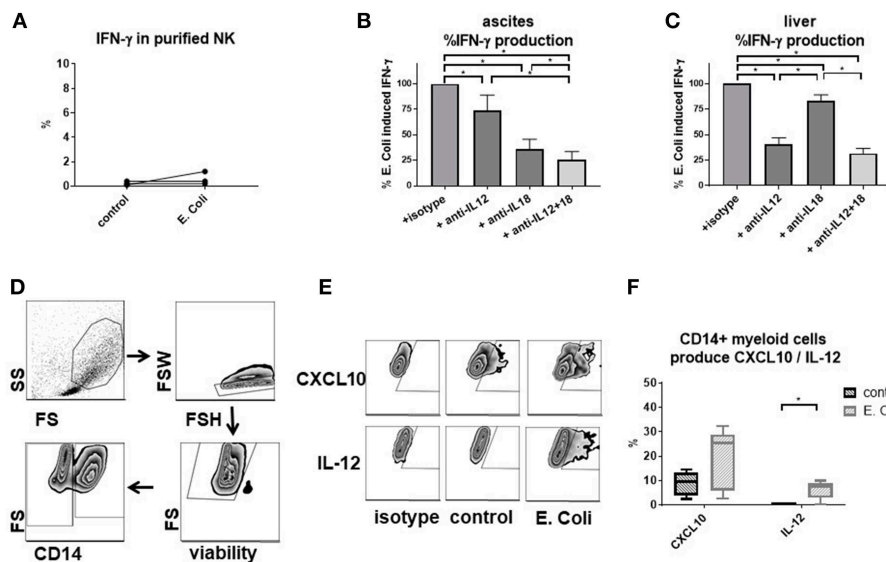 A
IFN-γ in purified NK
%
10
8
6
4
2
0
control
E. Coli
B
ascites
%IFN-γ production
% E. Coli induced IFN-γ
100
75
50
25
0
*
*
*
*
*
+isotype
+ anti-IL12
+ anti-IL18
+ anti-IL12+18
C
liver
%IFN-γ production
% E. Coli induced IFN-γ
100
75
50
25
0
*
*
*
*
*
+isotype
+ anti-IL12
+ anti-IL18
+ anti-IL12+18
D
SS
FS
FSW
FSH
FS
CD14
FS
viability
E
CXCL10
IL-12
isotype control E. Coli
F
CD14+ myeloid cells
produce CXCL10 / IL-12
%
50
40
30
20
10
0
*
CXCL10
IL-12
cont
E. C